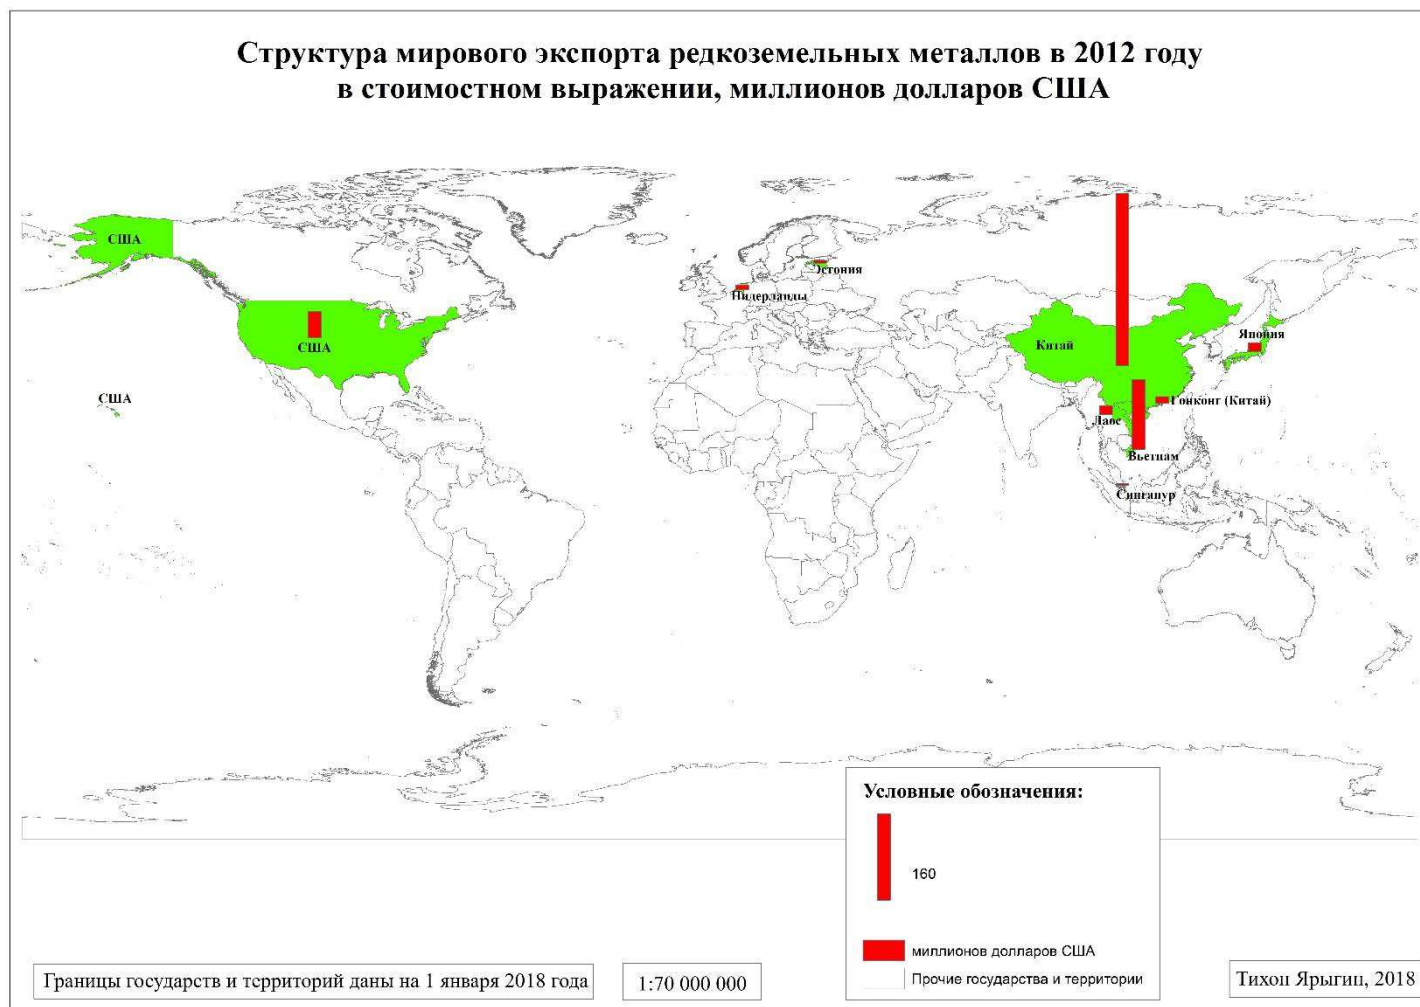 Структура мирового экспорта редкоземельных металлов в 2012 году
в стоимостном выражении, миллионов долларов США
США
США
США
Эстония
Нидерланды
Китай
Япония
Гонконг (Китай)
Лаос
Вьетнам
Сингапур
Условные обозначения:
160
миллионов долларов США
Прочие государства и территории
Границы государств и территорий даны на 1 января 2018 года
1:70 000 000
Тихон Ярыгин, 2018